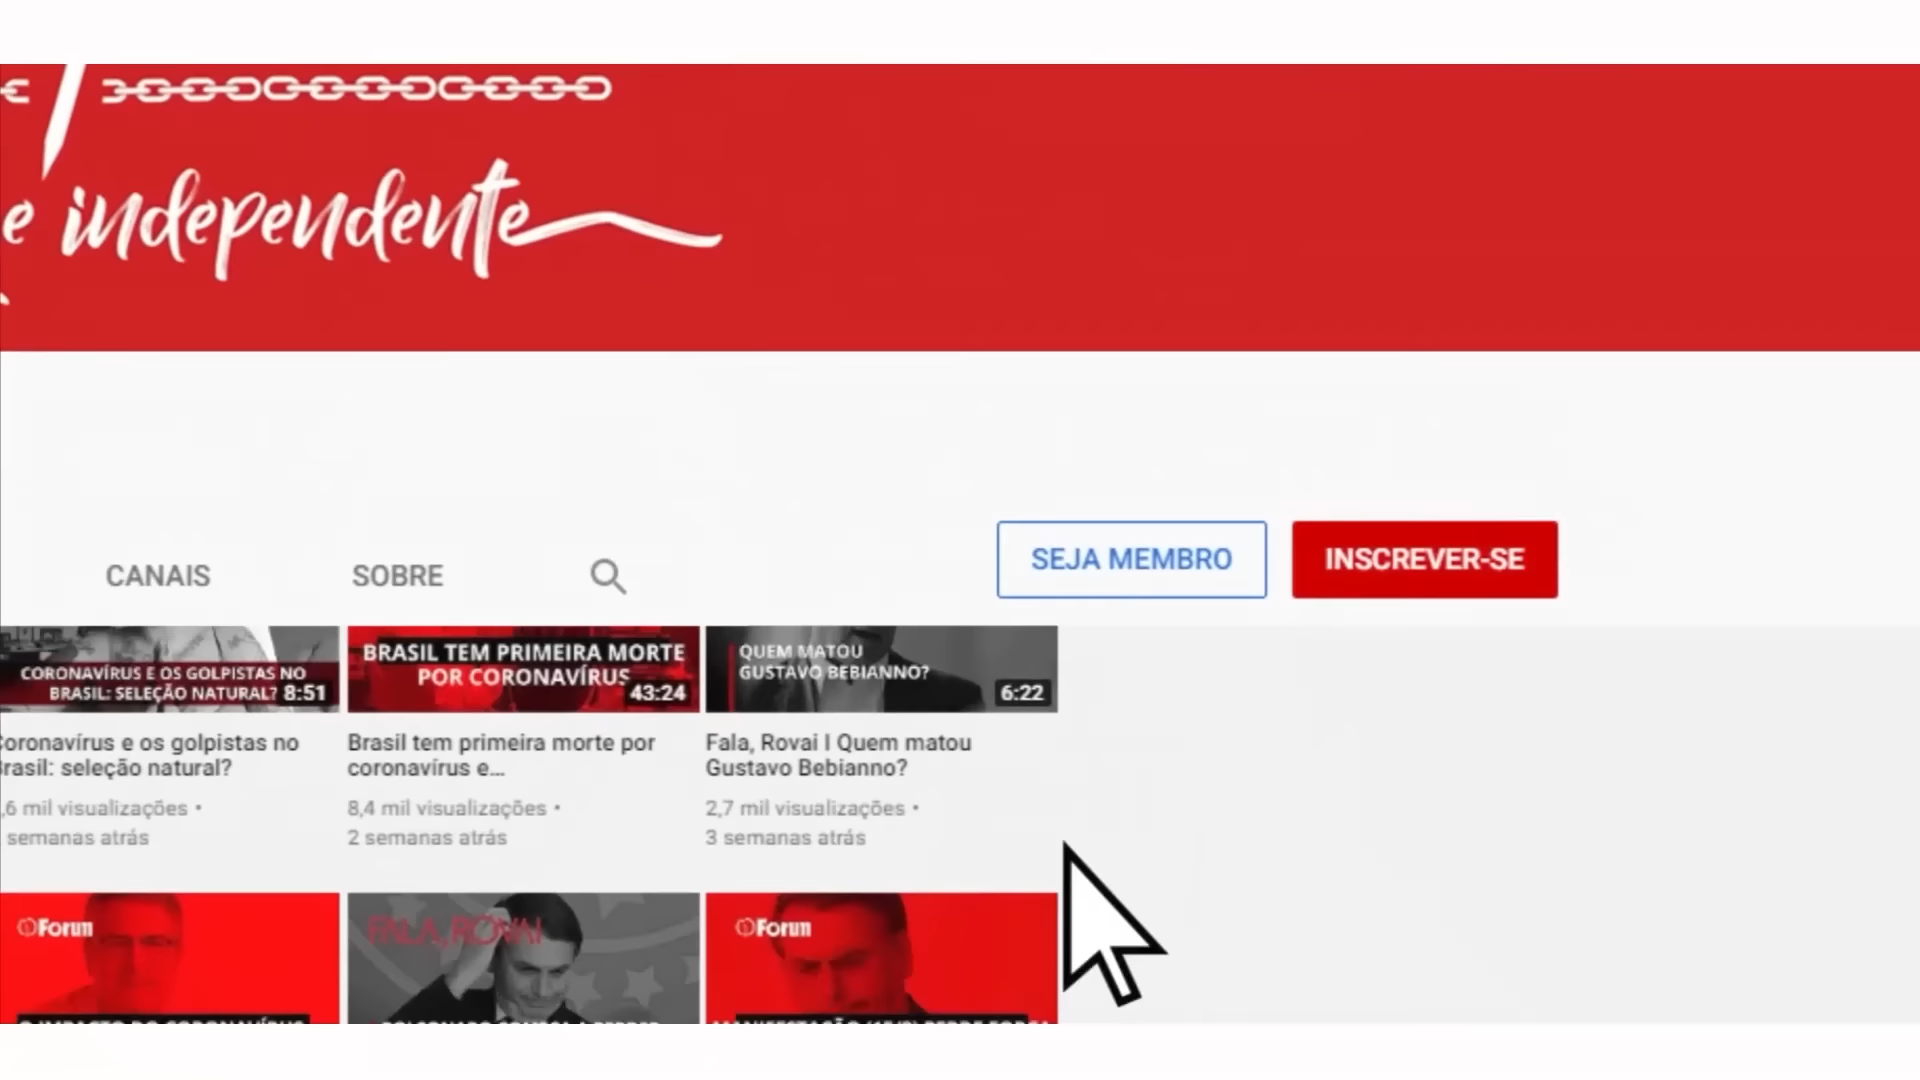 e independente
CANAIS SOBRE
SEJA MEMBRO INSCREVER-SE
CORONAVÍRUS E OS GOLPISTAS NO
BRASIL: SELEÇÃO NATURAL? 8:51
BRASIL TEM PRIMEIRA MORTE
POR CORONAVÍRUS
43:24
QUEM MATOU
GUSTAVO BEBIANNO?
6:22
oronavírus e os golpistas no
rasil: seleção natural?
,6 mil visualizações •
semanas atrás
Brasil tem primeira morte por
coronavírus e...
8,4 mil visualizações •
2 semanas atrás
Fala, Rovai I Quem matou
Gustavo Bebianno?
2,7 mil visualizações •
3 semanas atrás
Forum
FALA, ROVAI
Forum